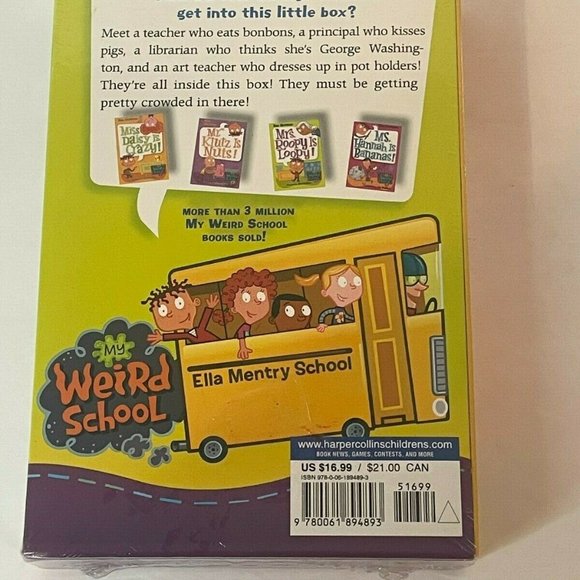 get into this little box?
Meet a teacher who eats bonbons, a principal who kisses
pigs, a librarian who thinks she's George Washing-
ton, and an art teacher who dresses up in pot holders!
They're all inside this box! They must be getting
pretty crowded in there!
Miss
Daisy Is
Crazy!
Mr.
Klutz Is
Nuts!
Mrs.
Roopy Is
Loopy!
Ms.
Hannah Is
Bananas!
MORE THAN 3 MILLION
MY WEIRD SCHOOL
BOOKS SOLD!
MY
WeiRd
SCHOOL
Ella Mentry School
www.harpercollinschildrens.com
BOOK NEWS, GAMES, CONTESTS, AND MORE
US $16.99 / $21.00 CAN
ISBN 978-0-06-189489-3
51699
9 780061 894893